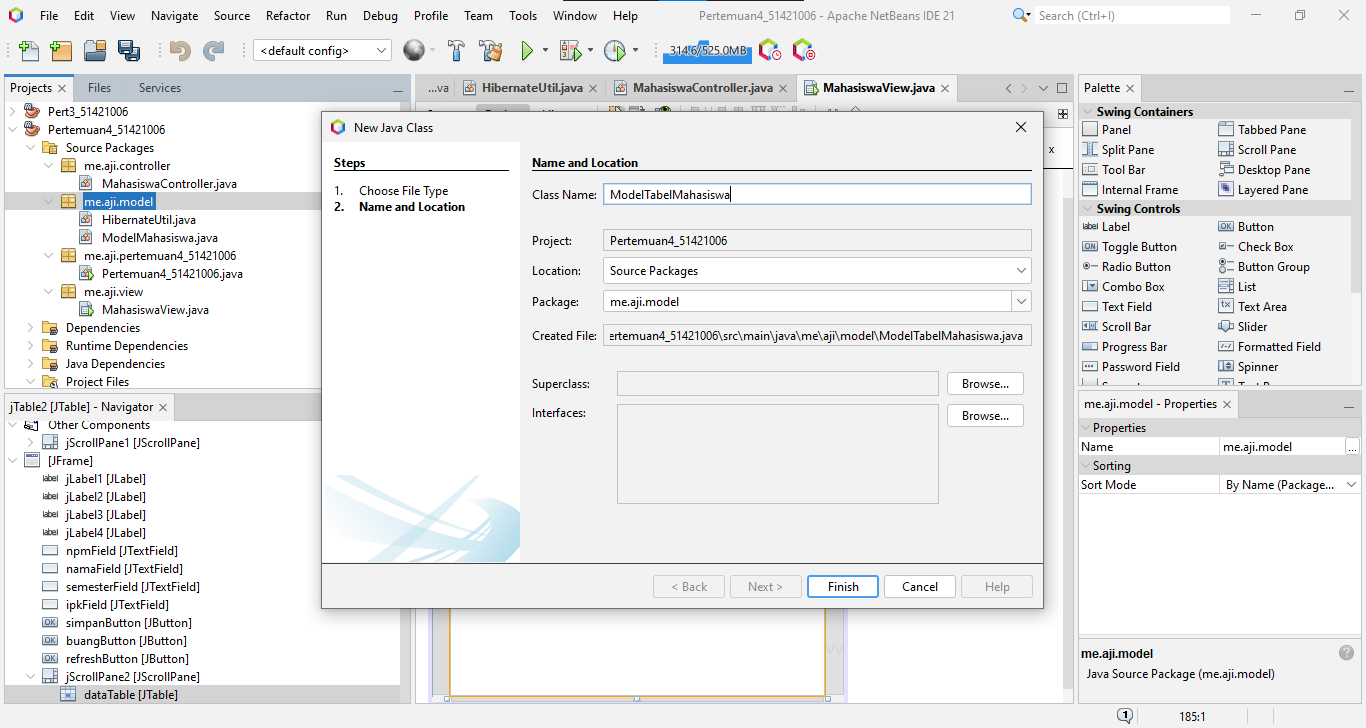 File Edit View Navigate Source Refactor Run Debug Profile Team Tools Window Help
Pertemuan4_51421006 - Apache NetBeans IDE 21
Search (Ctrl+I)
<default config>
314.6/525.0MB
Projects
Files
Services
Pert3_51421006
Pertemuan4_51421006
Source Packages
me.aji.controller
MahasiswaController.java
me.aji.model
HibernateUtil.java
ModelMahasiswa.java
me.aji.pertemuan4_51421006
Pertemuan4_51421006.java
me.aji.view
MahasiswaView.java
Dependencies
Runtime Dependencies
Java Dependencies
Project Files
jTable2 [JTable] - Navigator
Other Components
jScrollPane1 [JScrollPane]
[JFrame]
jLabel1 [JLabel]
jLabel2 [JLabel]
jLabel3 [JLabel]
jLabel4 [JLabel]
npmField [JTextField]
namaField [JTextField]
semesterField [JTextField]
ipkField [JTextField]
simpanButton [JButton]
buangButton [JButton]
refreshButton [JButton]
jScrollPane2 [JScrollPane]
dataTable [JTable]
...va
HibernateUtil.java
MahasiswaController.java
MahasiswaView.java
New Java Class
Steps
1. Choose File Type
2. Name and Location
Name and Location
Class Name: ModelTabelMahasiswa
Project: Pertemuan4_51421006
Location: Source Packages
Package: me.aji.model
Created File: ertemuan4_51421006\src\main\java\me\aji\model\ModelTabelMahasiswa.java
Superclass:
Browse...
Interfaces:
Browse...
< Back
Next >
Finish
Cancel
Help
x
Palette
Swing Containers
Panel
Tabbed Pane
Split Pane
Scroll Pane
Tool Bar
Desktop Pane
Internal Frame
Layered Pane
Swing Controls
label Label
OK Button
ON Toggle Button
Check Box
Radio Button
Button Group
Combo Box
List
Text Field
Text Area
Scroll Bar
Slider
Progress Bar
Formatted Field
Password Field
Spinner
me.aji.model - Properties
Properties
Name me.aji.model ...
Sorting
Sort Mode By Name (Package...
me.aji.model
Java Source Package (me.aji.model)
1
185:1